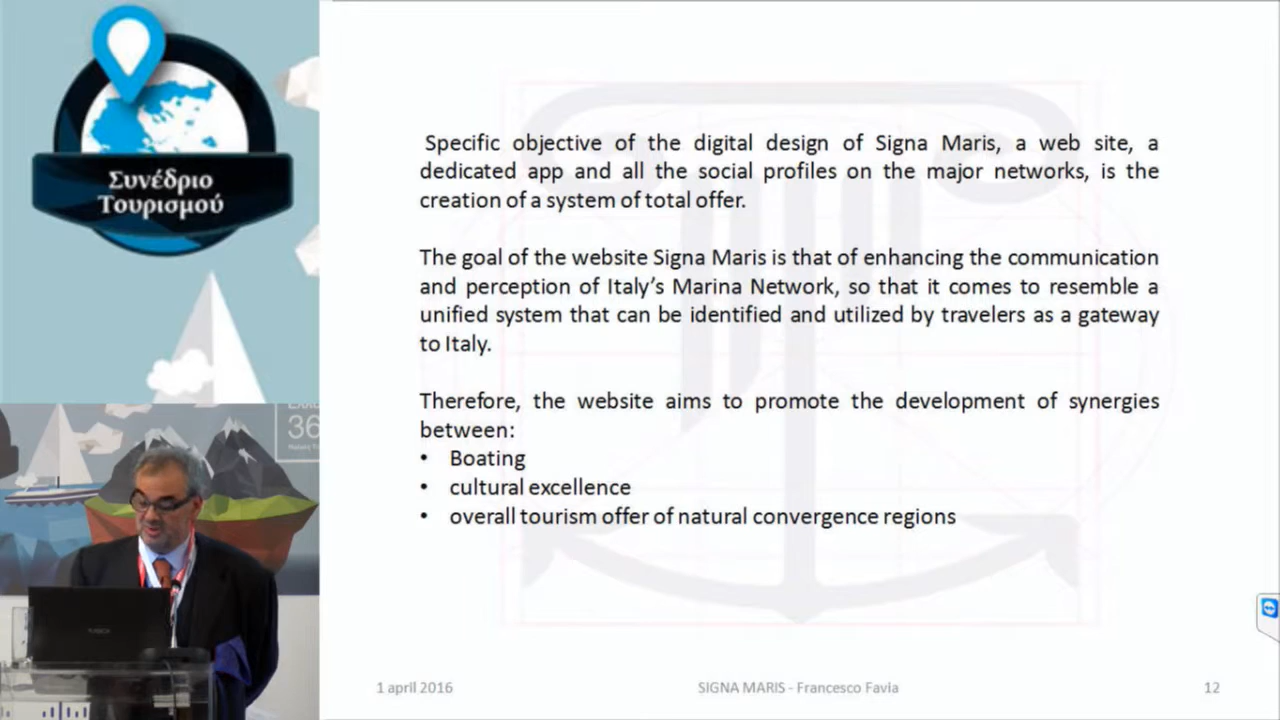 Συνέδριο
Τουρισμού
36
Specific objective of the digital design of Signa Maris, a web site, a
dedicated app and all the social profiles on the major networks, is the
creation of a system of total offer.
The goal of the website Signa Maris is that of enhancing the communication
and perception of Italy's Marina Network, so that it comes to resemble a
unified system that can be identified and utilized by travelers as a gateway
to Italy.
Therefore, the website aims to promote the development of synergies
between:
• Boating
• cultural excellence
• overall tourism offer of natural convergence regions
1 april 2016
SIGNA MARIS - Francesco Favia
12